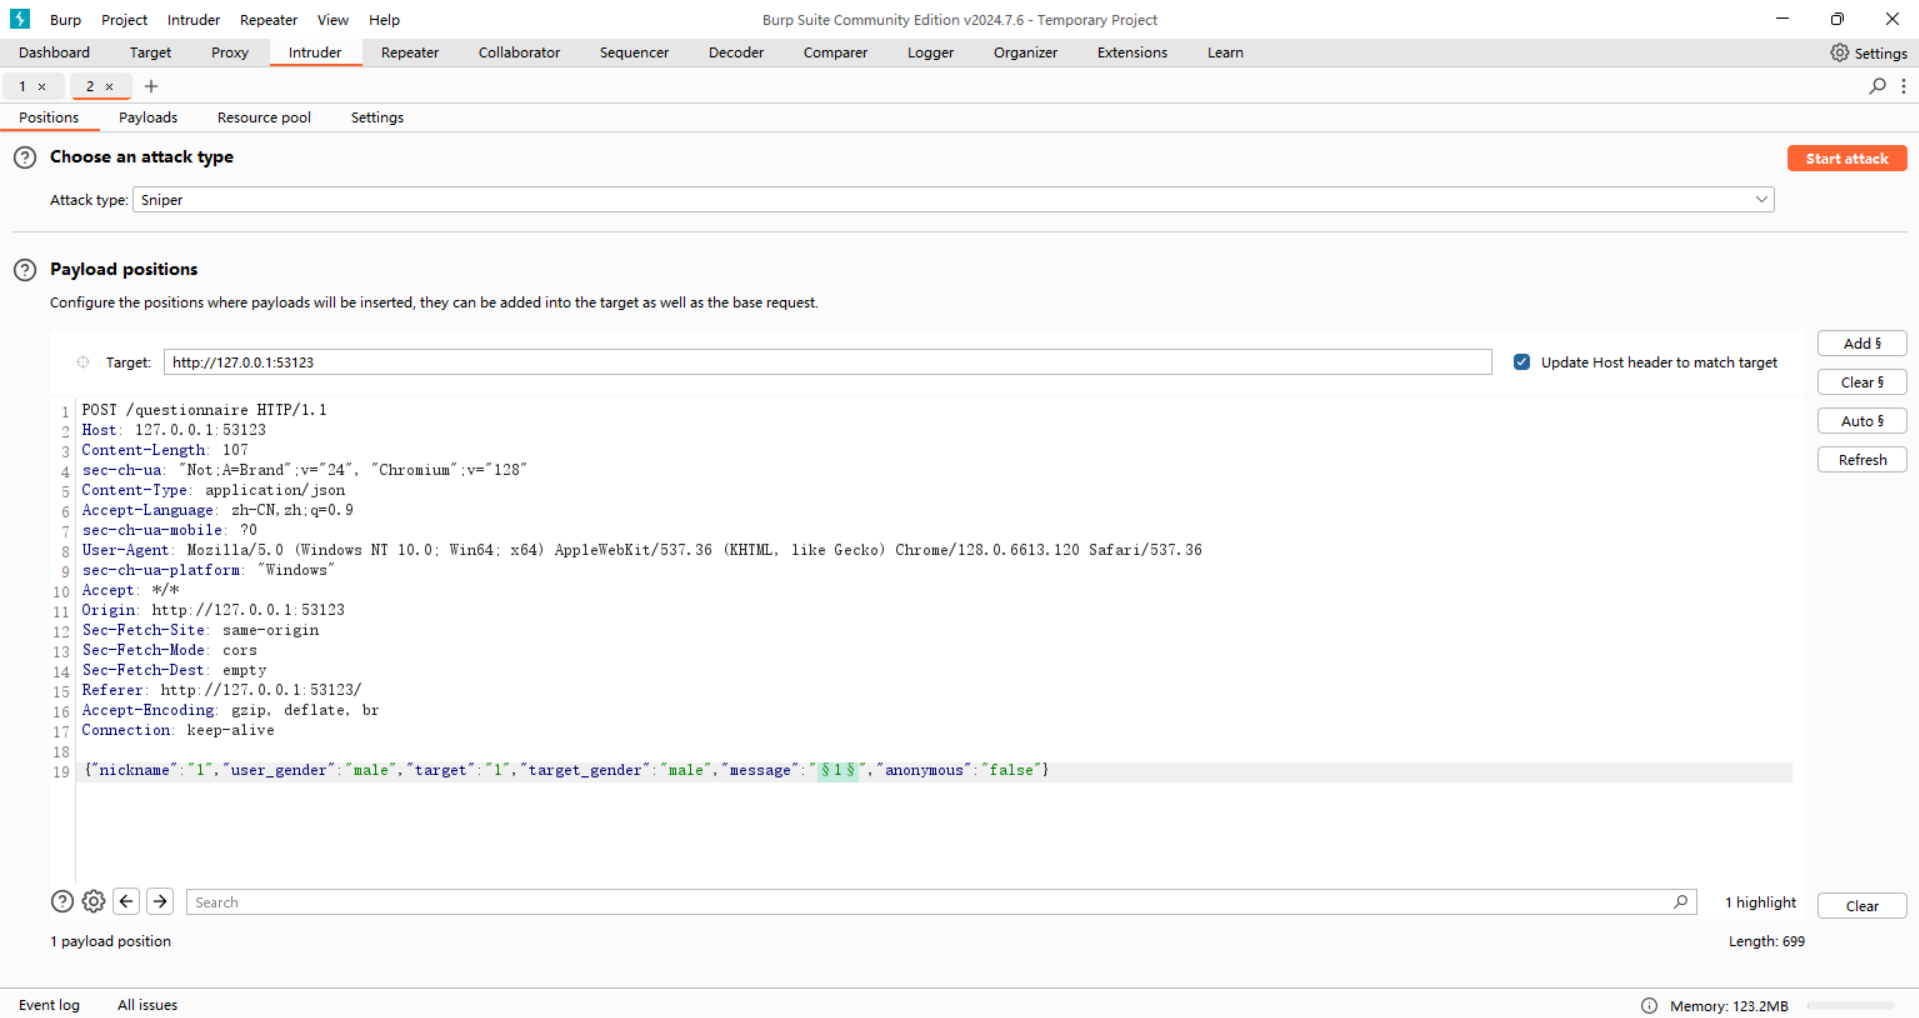 Burp Project Intruder Repeater View Help Burp Suite Community Edition v2024.7.6 - Temporary Project
Dashboard Target Proxy Intruder Repeater Collaborator Sequencer Decoder Comparer Logger Organizer Extensions Learn Settings
1 × 2 × +
Positions Payloads Resource pool Settings
? Choose an attack type Start attack
Attack type: Sniper
? Payload positions
Configure the positions where payloads will be inserted, they can be added into the target as well as the base request.
Add §
Target: http://127.0.0.1:53123 Update Host header to match target
Clear §
Auto §
Refresh
1 POST /questionnaire HTTP/1.1
2 Host: 127.0.0.1:53123
3 Content-Length: 107
4 sec-ch-ua: "Not;A=Brand";v="24", "Chromium";v="128"
5 Content-Type: application/json
6 Accept-Language: zh-CN,zh;q=0.9
7 sec-ch-ua-mobile: ?0
8 User-Agent: Mozilla/5.0 (Windows NT 10.0; Win64; x64) AppleWebKit/537.36 (KHTML, like Gecko) Chrome/128.0.6613.120 Safari/537.36
9 sec-ch-ua-platform: "Windows"
10 Accept: */*
11 Origin: http://127.0.0.1:53123
12 Sec-Fetch-Site: same-origin
13 Sec-Fetch-Mode: cors
14 Sec-Fetch-Dest: empty
15 Referer: http://127.0.0.1:53123/
16 Accept-Encoding: gzip, deflate, br
17 Connection: keep-alive
18
19 {"nickname":"1","user_gender":"male","target":"1","target_gender":"male","message":"§1§","anonymous":"false"}
? Search 1 highlight Clear
1 payload position Length: 699
Event log All issues Memory: 123.2MB